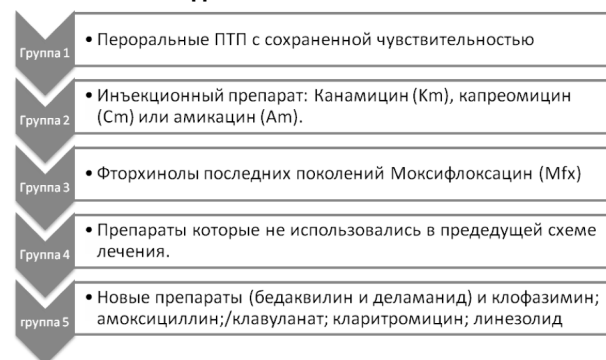 Группа 1
• Пероральные ПТП с сохраненной чувствительностью
Группа 2
• Инъекционный препарат: Канамицин (Km), капреомицин
(Cm) или амикацин (Am).
Группа 3
• Фторхинолы последних поколений Моксифлоксацин (Mfx)
Группа 4
• Препараты которые не использовались в предедущей схеме
лечения.
группа 5
• Новые препараты (бедаквилин и деламанид) и клофазимин;
амоксициллин;/клавуланат; кларитромицин; линезолид